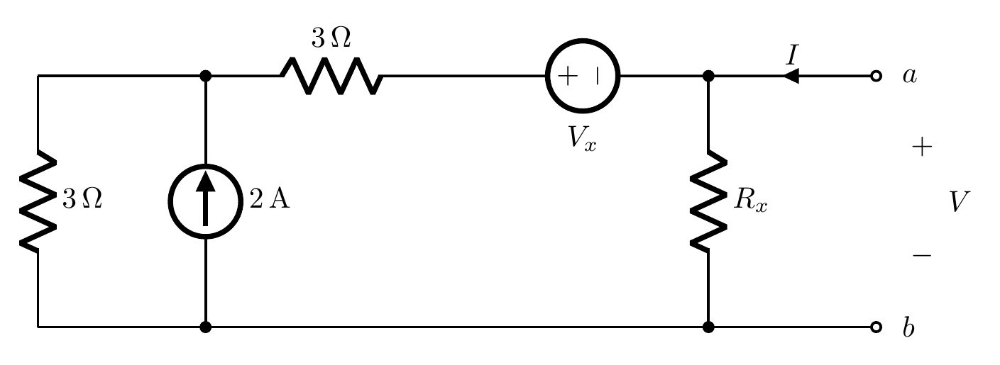 3 Ω
I
a
+ −
V_x
+
3 Ω
2 A
R_x
V
−
b